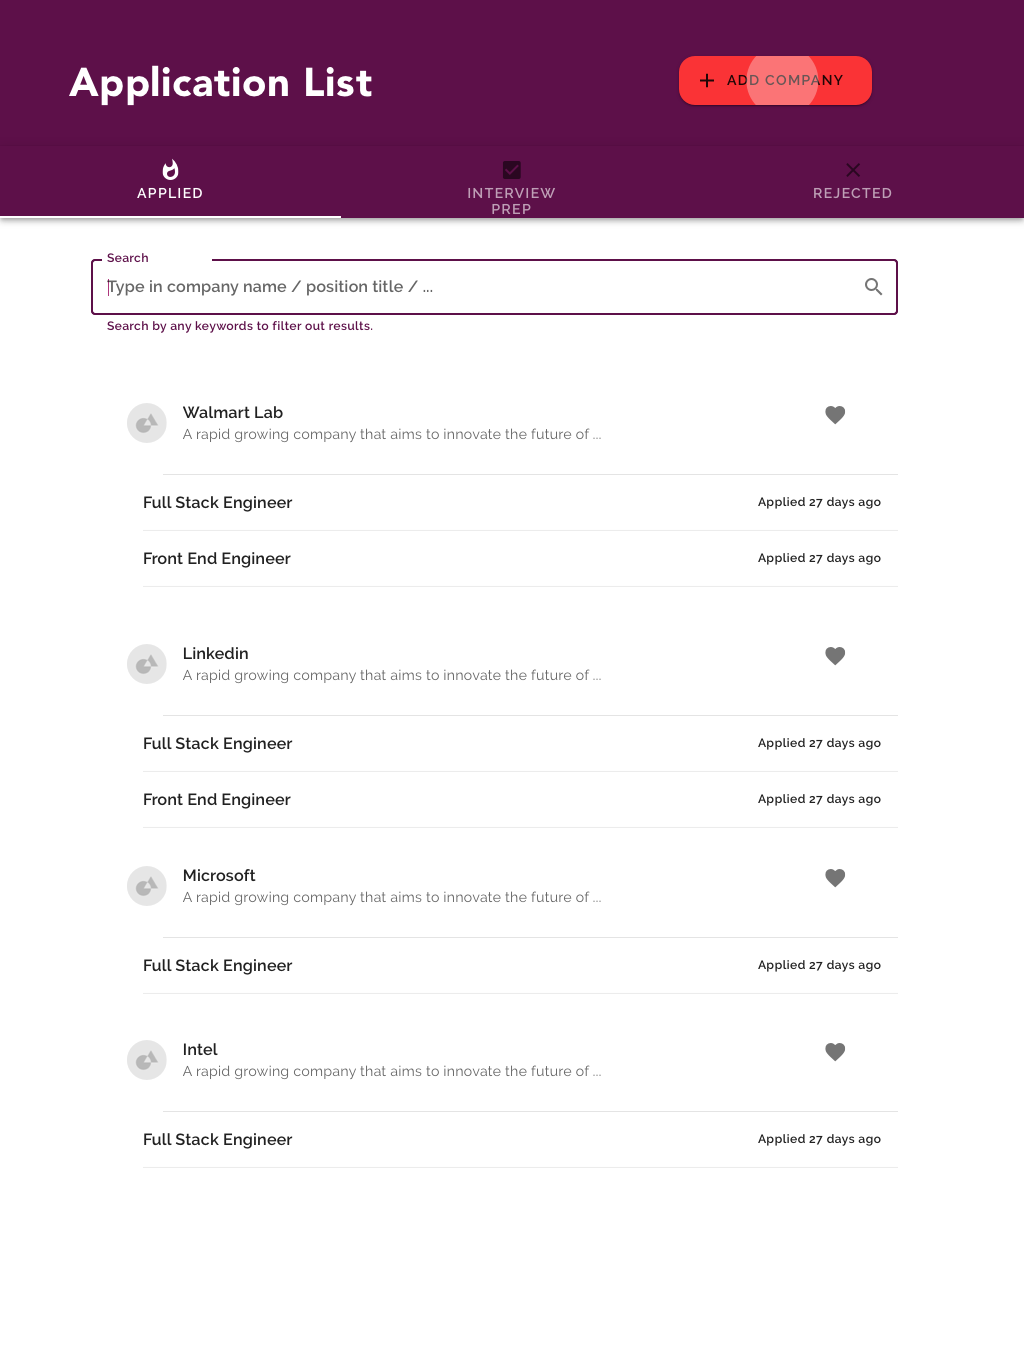 Application List
ADD COMPANY
APPLIED
INTERVIEW
PREP
REJECTED
Search
Type in company name / position title / ...
Search by any keywords to filter out results.
Walmart Lab
A rapid growing company that aims to innovate the future of ...
Full Stack Engineer
Applied 27 days ago
Front End Engineer
Applied 27 days ago
Linkedin
A rapid growing company that aims to innovate the future of ...
Full Stack Engineer
Applied 27 days ago
Front End Engineer
Applied 27 days ago
Microsoft
A rapid growing company that aims to innovate the future of ...
Full Stack Engineer
Applied 27 days ago
Intel
A rapid growing company that aims to innovate the future of ...
Full Stack Engineer
Applied 27 days ago